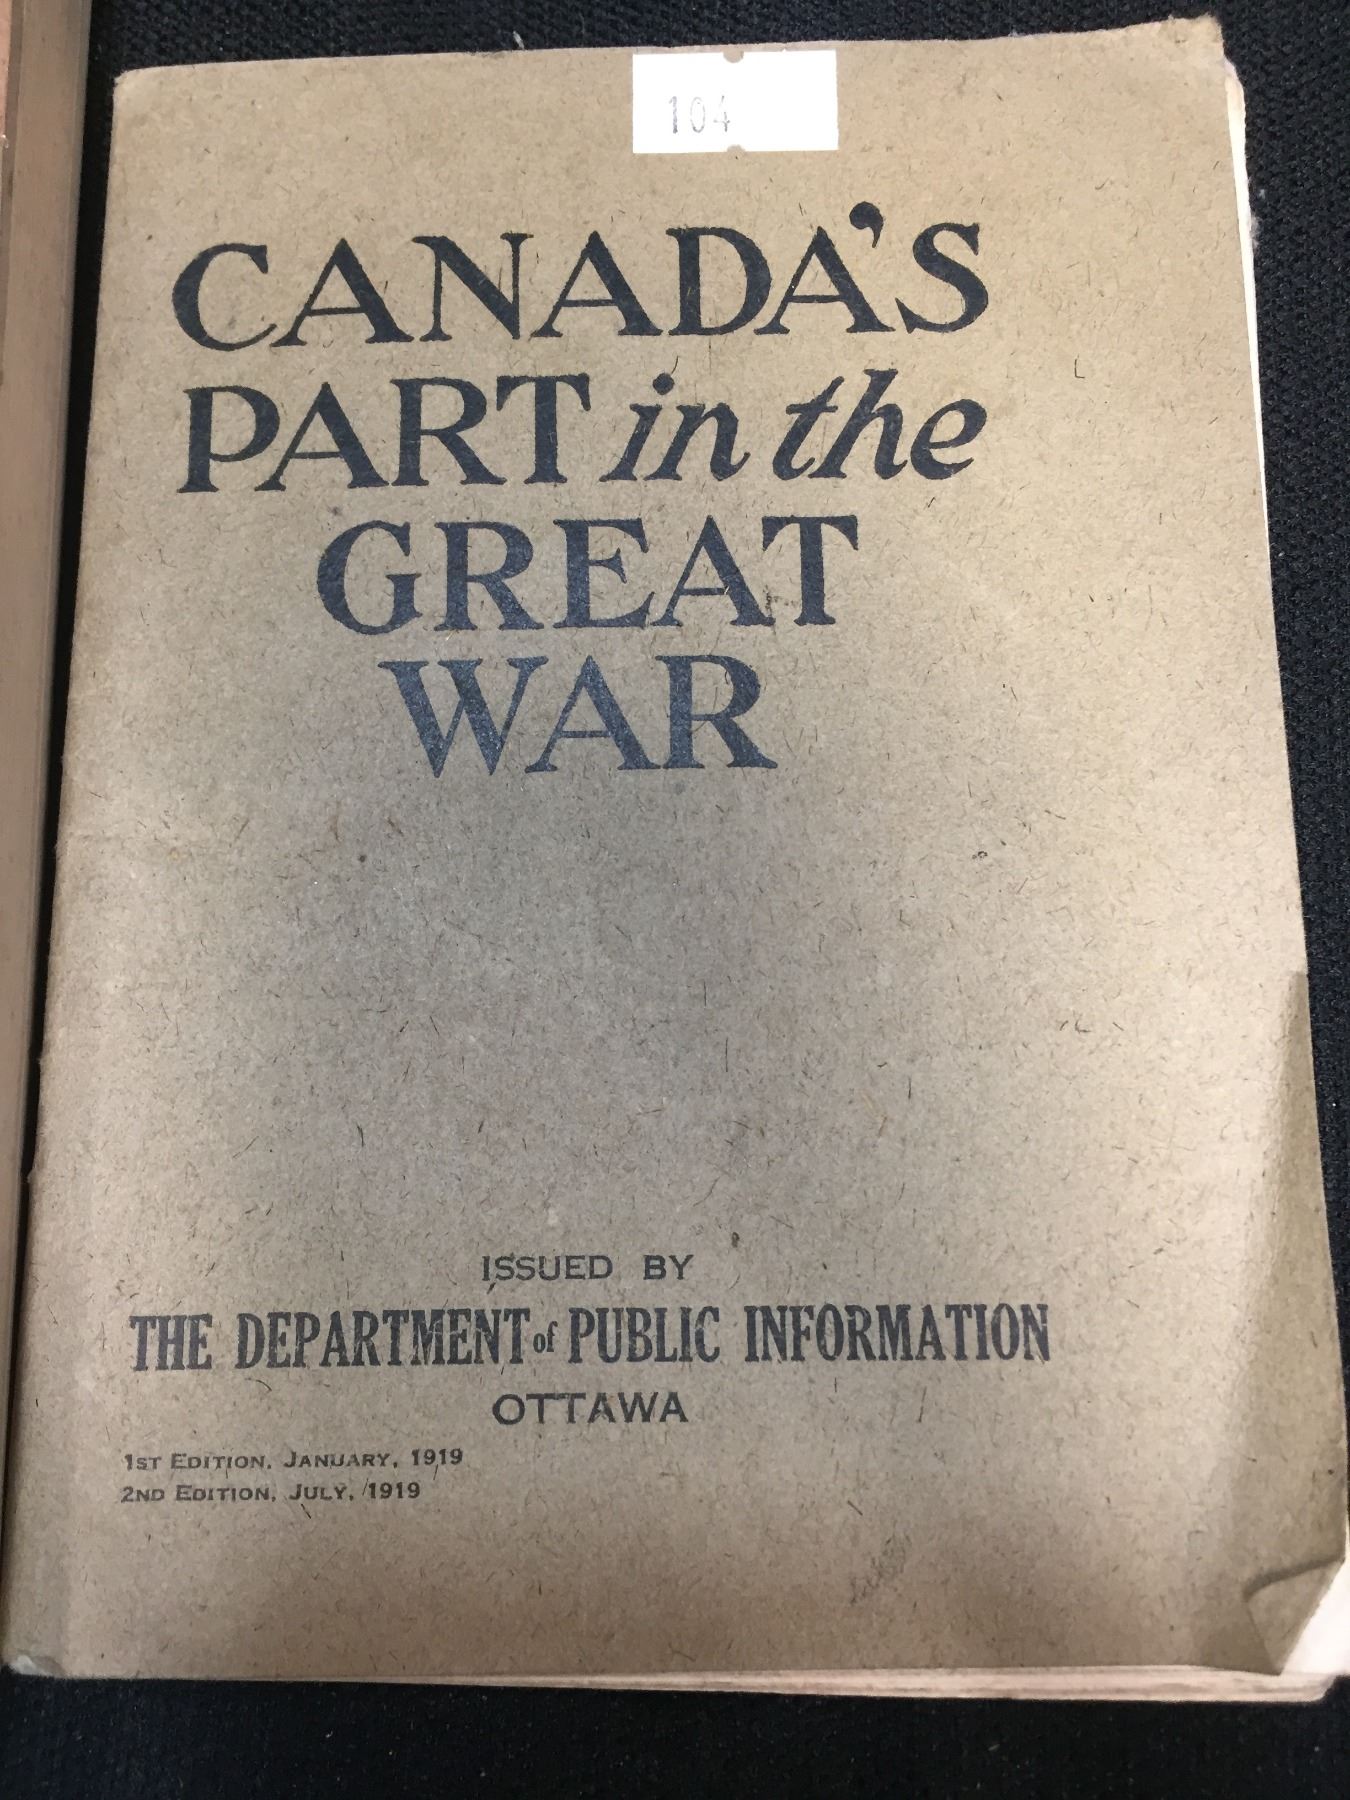 104
CANADA'S
PART in the
GREAT
WAR
ISSUED BY
THE DEPARTMENT of PUBLIC INFORMATION
OTTAWA
1ST EDITION, JANUARY, 1919
2ND EDITION, JULY, 1919